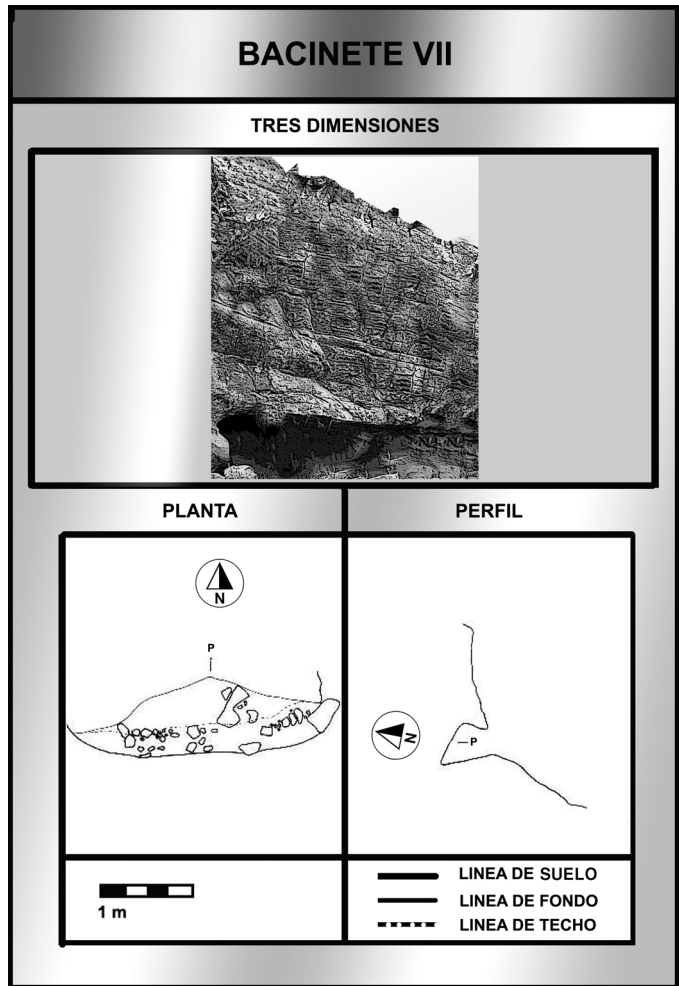 BACINETE VII
TRES DIMENSIONES
PLANTA
PERFIL
N
P
N
P
1 m
LINEA DE SUELO
LINEA DE FONDO
LINEA DE TECHO